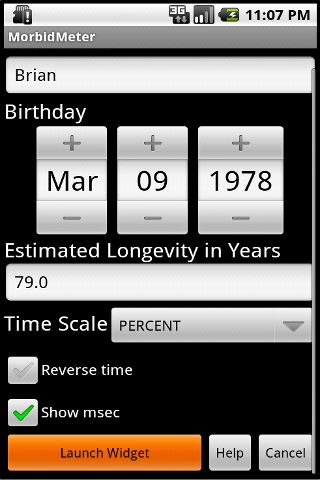 3G 11:07 PM
MorbidMeter
Brian
Birthday
+ + +
Mar 09 1978
− − −
Estimated Longevity in Years
79.0
Time Scale PERCENT
Reverse time
Show msec
Launch Widget Help Cancel